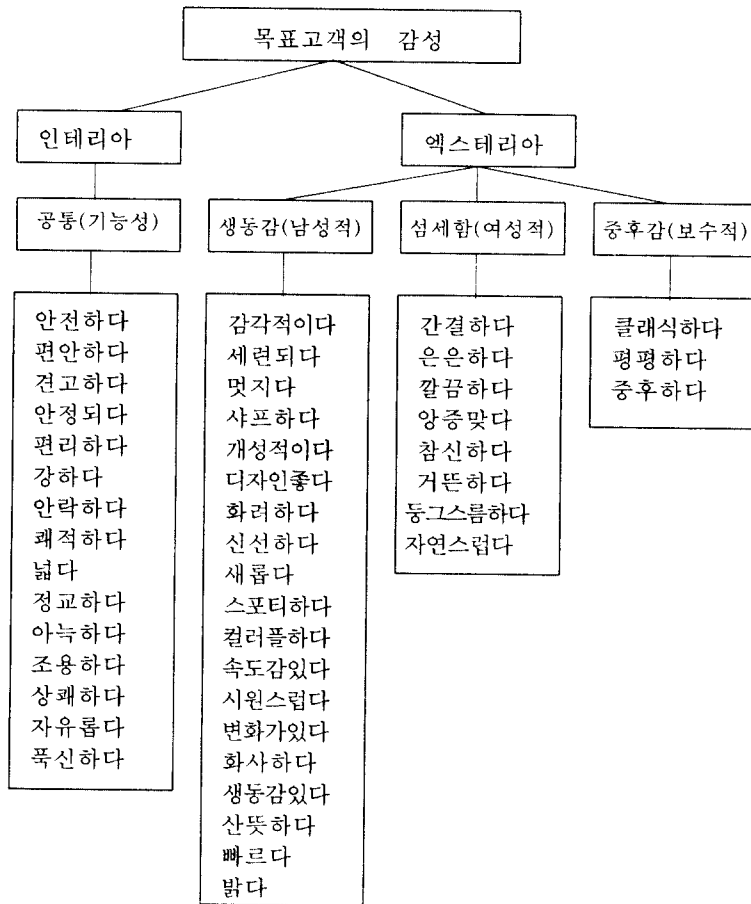 목표고객의 감성
인테리아
엑스테리아
공통(기능성)
생동감(남성적)
섬세함(여성적)
중후감(보수적)
안전하다
편안하다
견고하다
안정되다
편리하다
강하다
안락하다
쾌적하다
넓다
정교하다
아늑하다
조용하다
상쾌하다
자유롭다
푹신하다
감각적이다
세련되다
멋지다
샤프하다
개성적이다
디자인좋다
화려하다
신선하다
새롭다
스포티하다
컬러플하다
속도감있다
시원스럽다
변화가있다
화사하다
생동감있다
산뜻하다
빠르다
밝다
간결하다
은은하다
깔끔하다
앙증맞다
참신하다
거뜬하다
둥그스름하다
자연스럽다
클래식하다
평평하다
중후하다